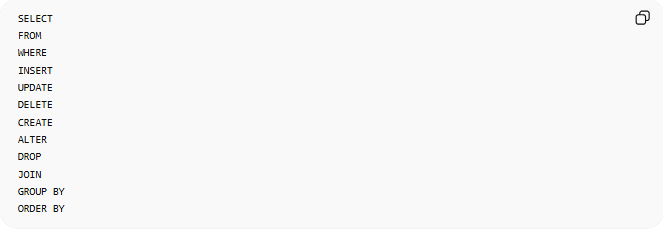 SELECT
FROM
WHERE
INSERT
UPDATE
DELETE
CREATE
ALTER
DROP
JOIN
GROUP BY
ORDER BY